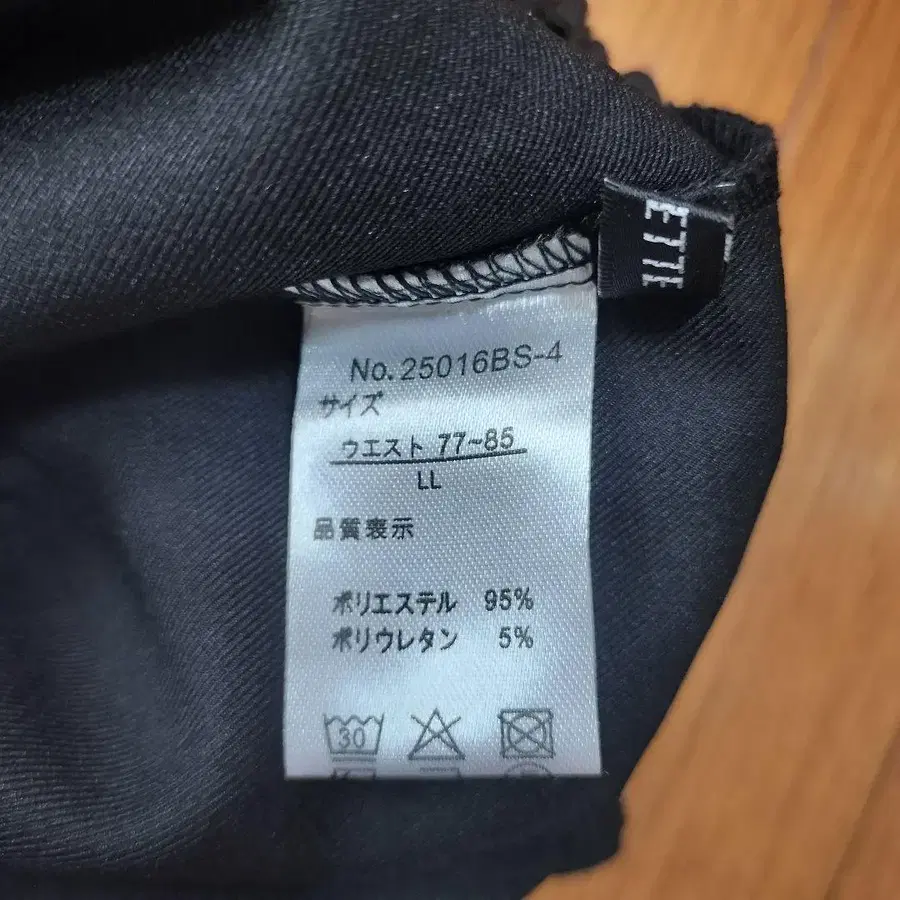 No.25016BS-4
サイズ
ウエスト 77~85
LL
品質表示
ポリエステル 95%
ポリウレタン 5%
30